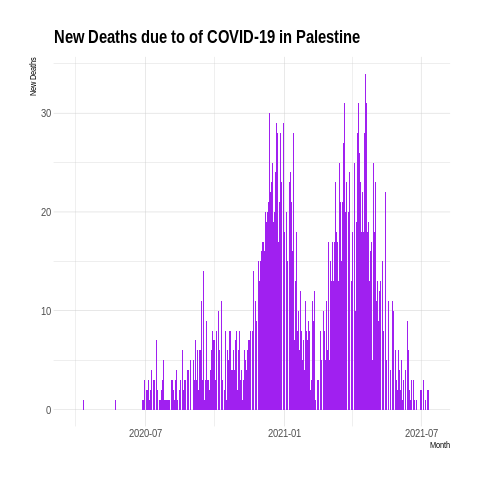 New Deaths due to of COVID-19 in Palestine
New Deaths
30
20
10
0
2020-07 2021-01 2021-07
Month